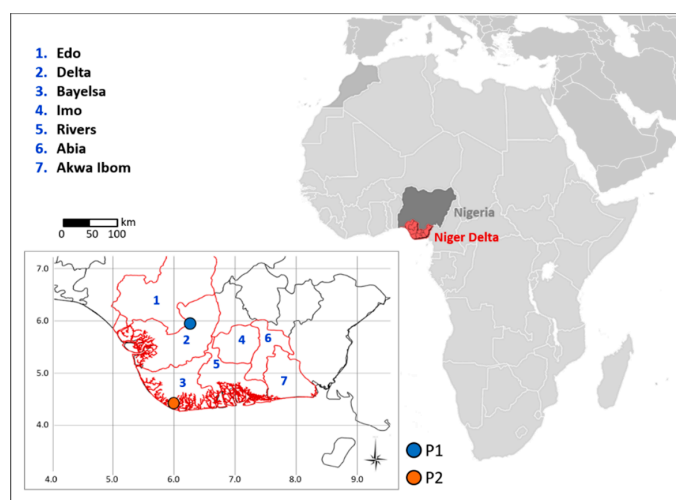 1. Edo
2. Delta
3. Bayelsa
4. Imo
5. Rivers
6. Abia
7. Akwa Ibom
km
0 50 100
Nigeria
Niger Delta
7.0
6.0
5.0
4.0
1
2
3
4
5
6
7
4.0 5.0 6.0 7.0 8.0 9.0
P1
P2